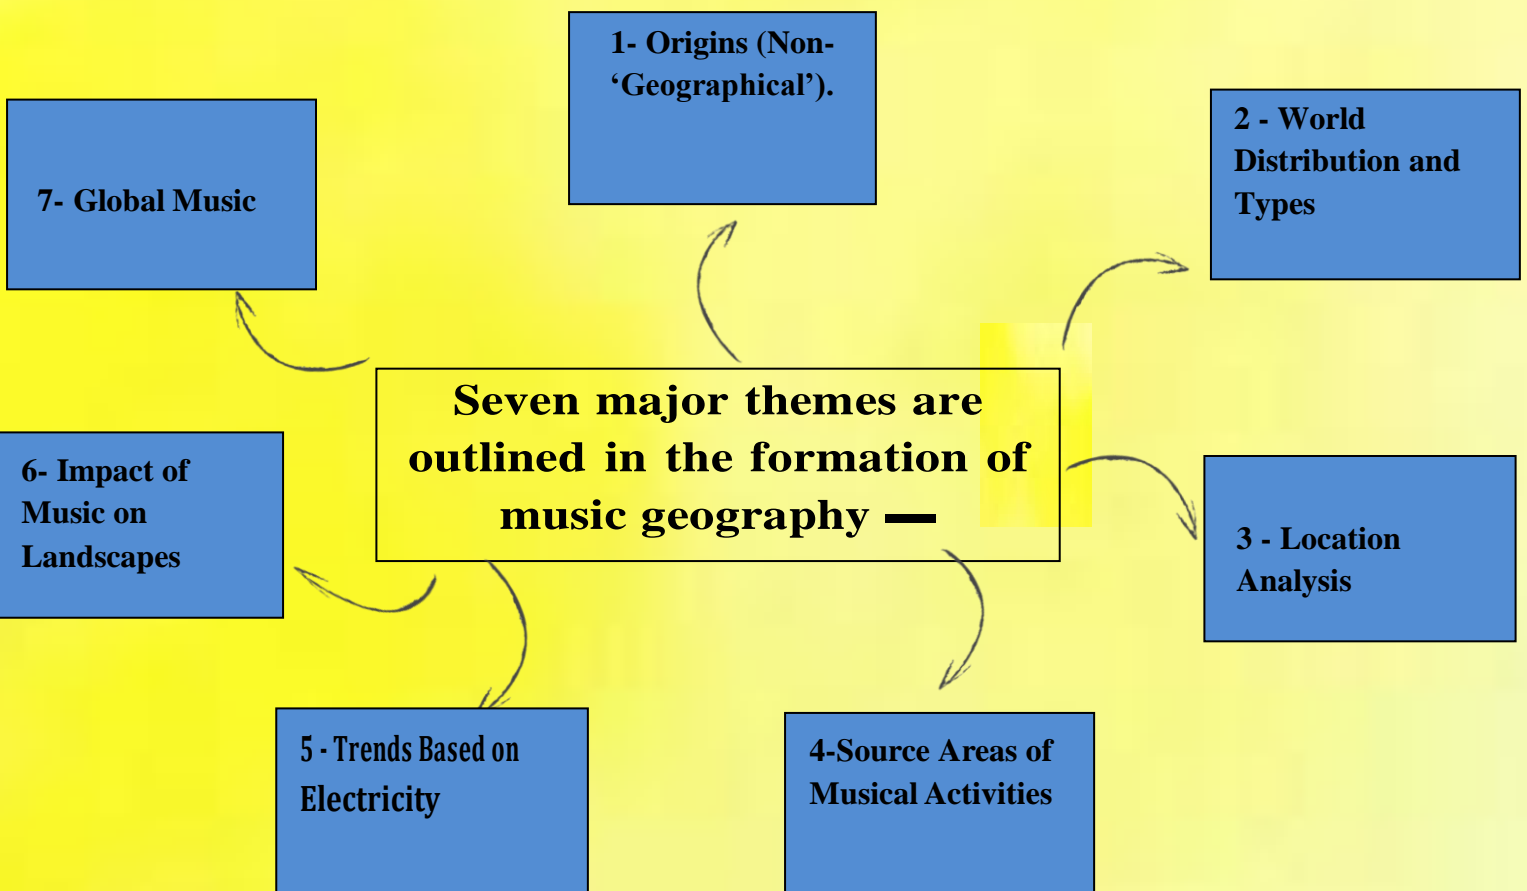 Seven major themes are
outlined in the formation of
music geography —
1- Origins (Non-
‘Geographical’).
2 - World
Distribution and
Types
3 - Location
Analysis
4-Source Areas of
Musical Activities
5 - Trends Based on
Electricity
6- Impact of
Music on
Landscapes
7- Global Music